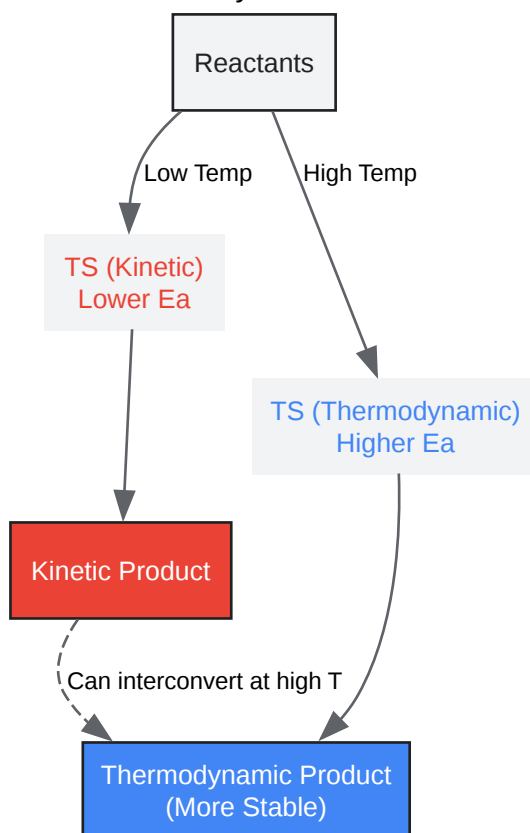 Reactants
Low Temp
High Temp
TS (Kinetic)
Lower Ea
TS (Thermodynamic)
Higher Ea
Kinetic Product
Can interconvert at high T
Thermodynamic Product
(More Stable)